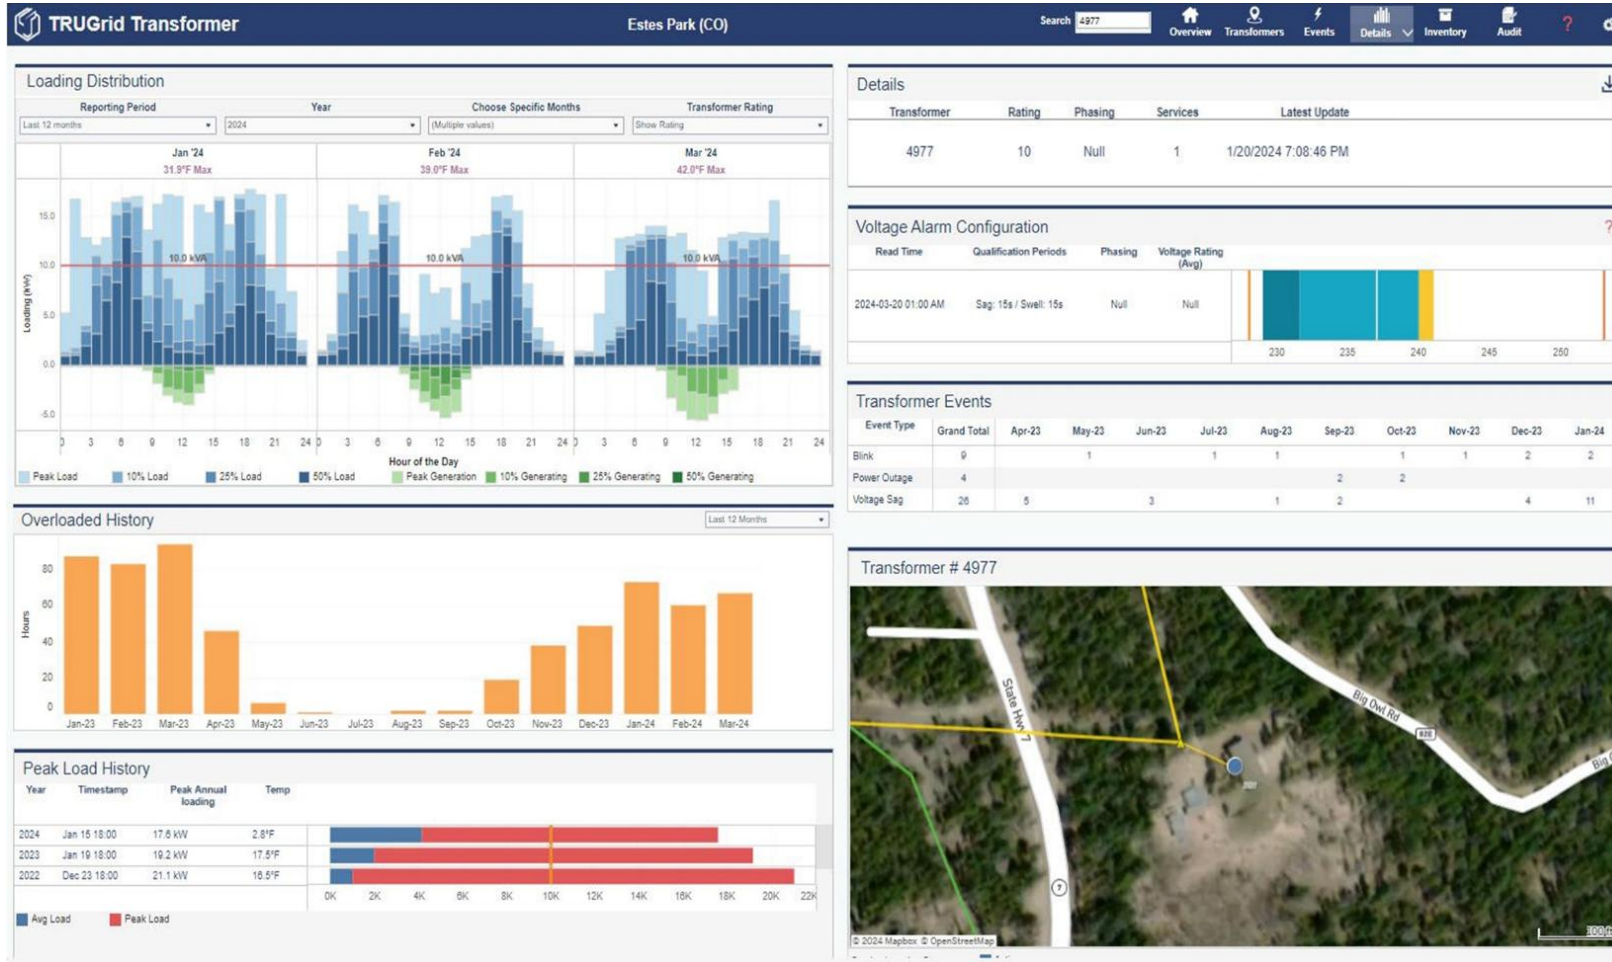 TRUGrid Transformer
Estes Park (CO)
Search 4977
Overview Transformers Events Details Inventory Audit ?
Loading Distribution
Reporting Period Year Choose Specific Months Transformer Rating
Last 12 months 2024 (Multiple values) Show Rating
Jan '24 Feb '24 Mar '24
31.9°F Max 39.0°F Max 42.0°F Max
15.0
10.0 10.0 kVA 10.0 kVA 10.0 kVA
5.0
0.0
-5.0
Loading (kW)
0 3 6 9 12 15 18 21 24 0 3 6 9 12 15 18 21 24 0 3 6 9 12 15 18 21 24
Hour of the Day
Peak Load 10% Load 25% Load 50% Load Peak Generation 10% Generating 25% Generating 50% Generating
Overloaded History
Last 12 Months
80
60
40
20
0
Hours
Jan-23 Feb-23 Mar-23 Apr-23 May-23 Jun-23 Jul-23 Aug-23 Sep-23 Oct-23 Nov-23 Dec-23 Jan-24 Feb-24 Mar-24
Peak Load History
Year Timestamp Peak Annual loading Temp
2024 Jan 15 18:00 17.6 kW 2.8°F
2023 Jan 19 18:00 19.2 kW 17.5°F
2022 Dec 23 18:00 21.1 kW 16.5°F
0K 2K 4K 6K 8K 10K 12K 14K 16K 18K 20K 22K
Avg Load Peak Load
Details
Transformer Rating Phasing Services Latest Update
4977 10 Null 1 1/20/2024 7:08:46 PM
Voltage Alarm Configuration ?
Read Time Qualification Periods Phasing Voltage Rating (Avg)
2024-03-20 01:00 AM Sag: 15s / Swell: 15s Null Null
230 235 240 245 250
Transformer Events
Event Type Grand Total Apr-23 May-23 Jun-23 Jul-23 Aug-23 Sep-23 Oct-23 Nov-23 Dec-23 Jan-24
Blink 9 1 1 1 1 1 2 2
Power Outage 4 2 2
Voltage Sag 26 5 3 1 2 4 11
Transformer # 4977
State Hwy 7
Big Owl Rd
Big
7
© 2024 Mapbox © OpenStreetMap